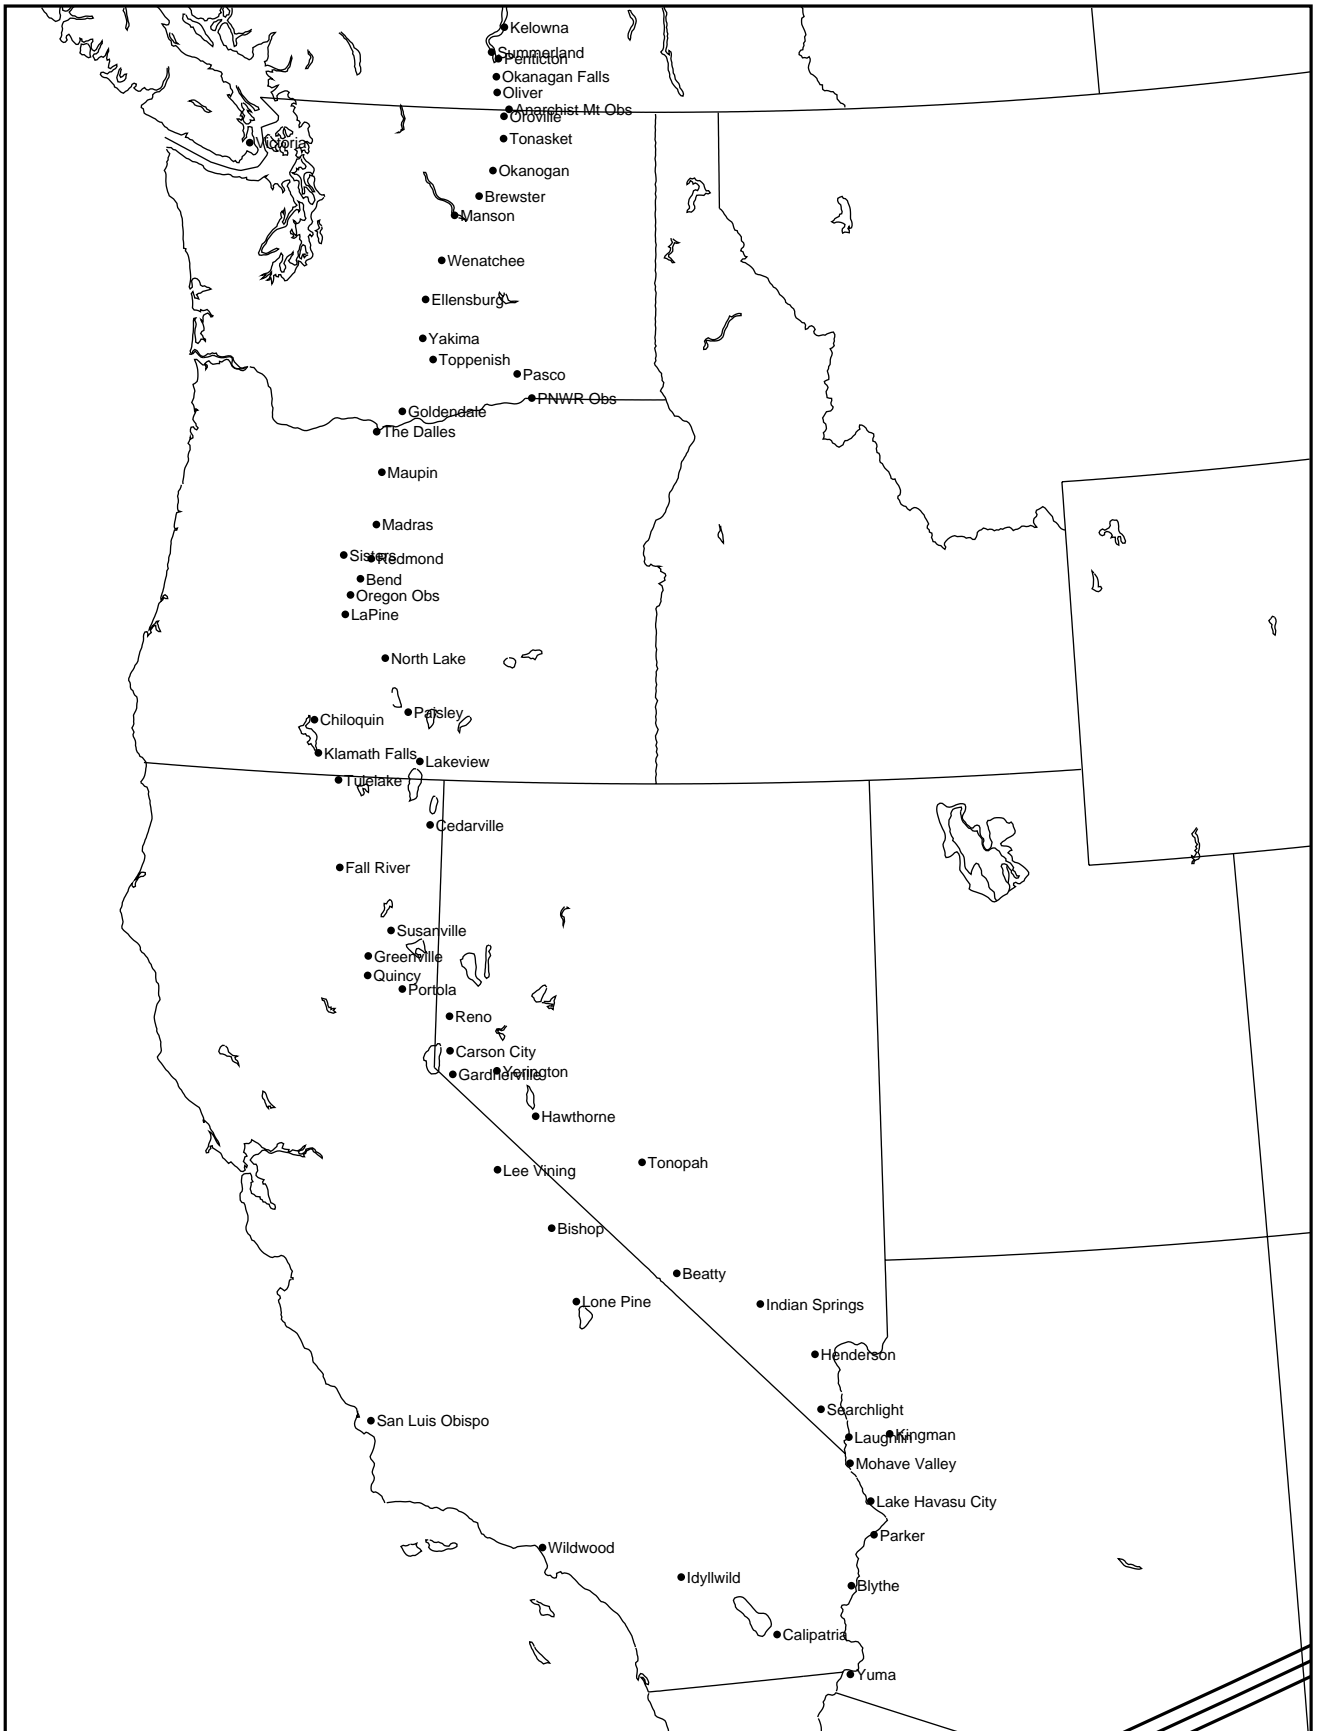 Kelowna
Summerland
Penticton
Okanagan Falls
Oliver
Anarchist Mt Obs
Oroville
Tonasket
Victoria
Okanogan
Brewster
Manson
Wenatchee
Ellensburg
Yakima
Toppenish
Pasco
PNWR Obs
Goldendale
The Dalles
Maupin
Madras
Sisters
Redmond
Bend
Oregon Obs
LaPine
North Lake
Paisley
Chiloquin
Klamath Falls
Lakeview
Tulelake
Cedarville
Fall River
Susanville
Greenville
Quincy
Portola
Reno
Carson City
Yerington
Gardnerville
Hawthorne
Tonopah
Lee Vining
Bishop
Beatty
Lone Pine
Indian Springs
Henderson
Searchlight
San Luis Obispo
Kingman
Laughlin
Mohave Valley
Lake Havasu City
Parker
Wildwood
Idyllwild
Blythe
Calipatria
Yuma